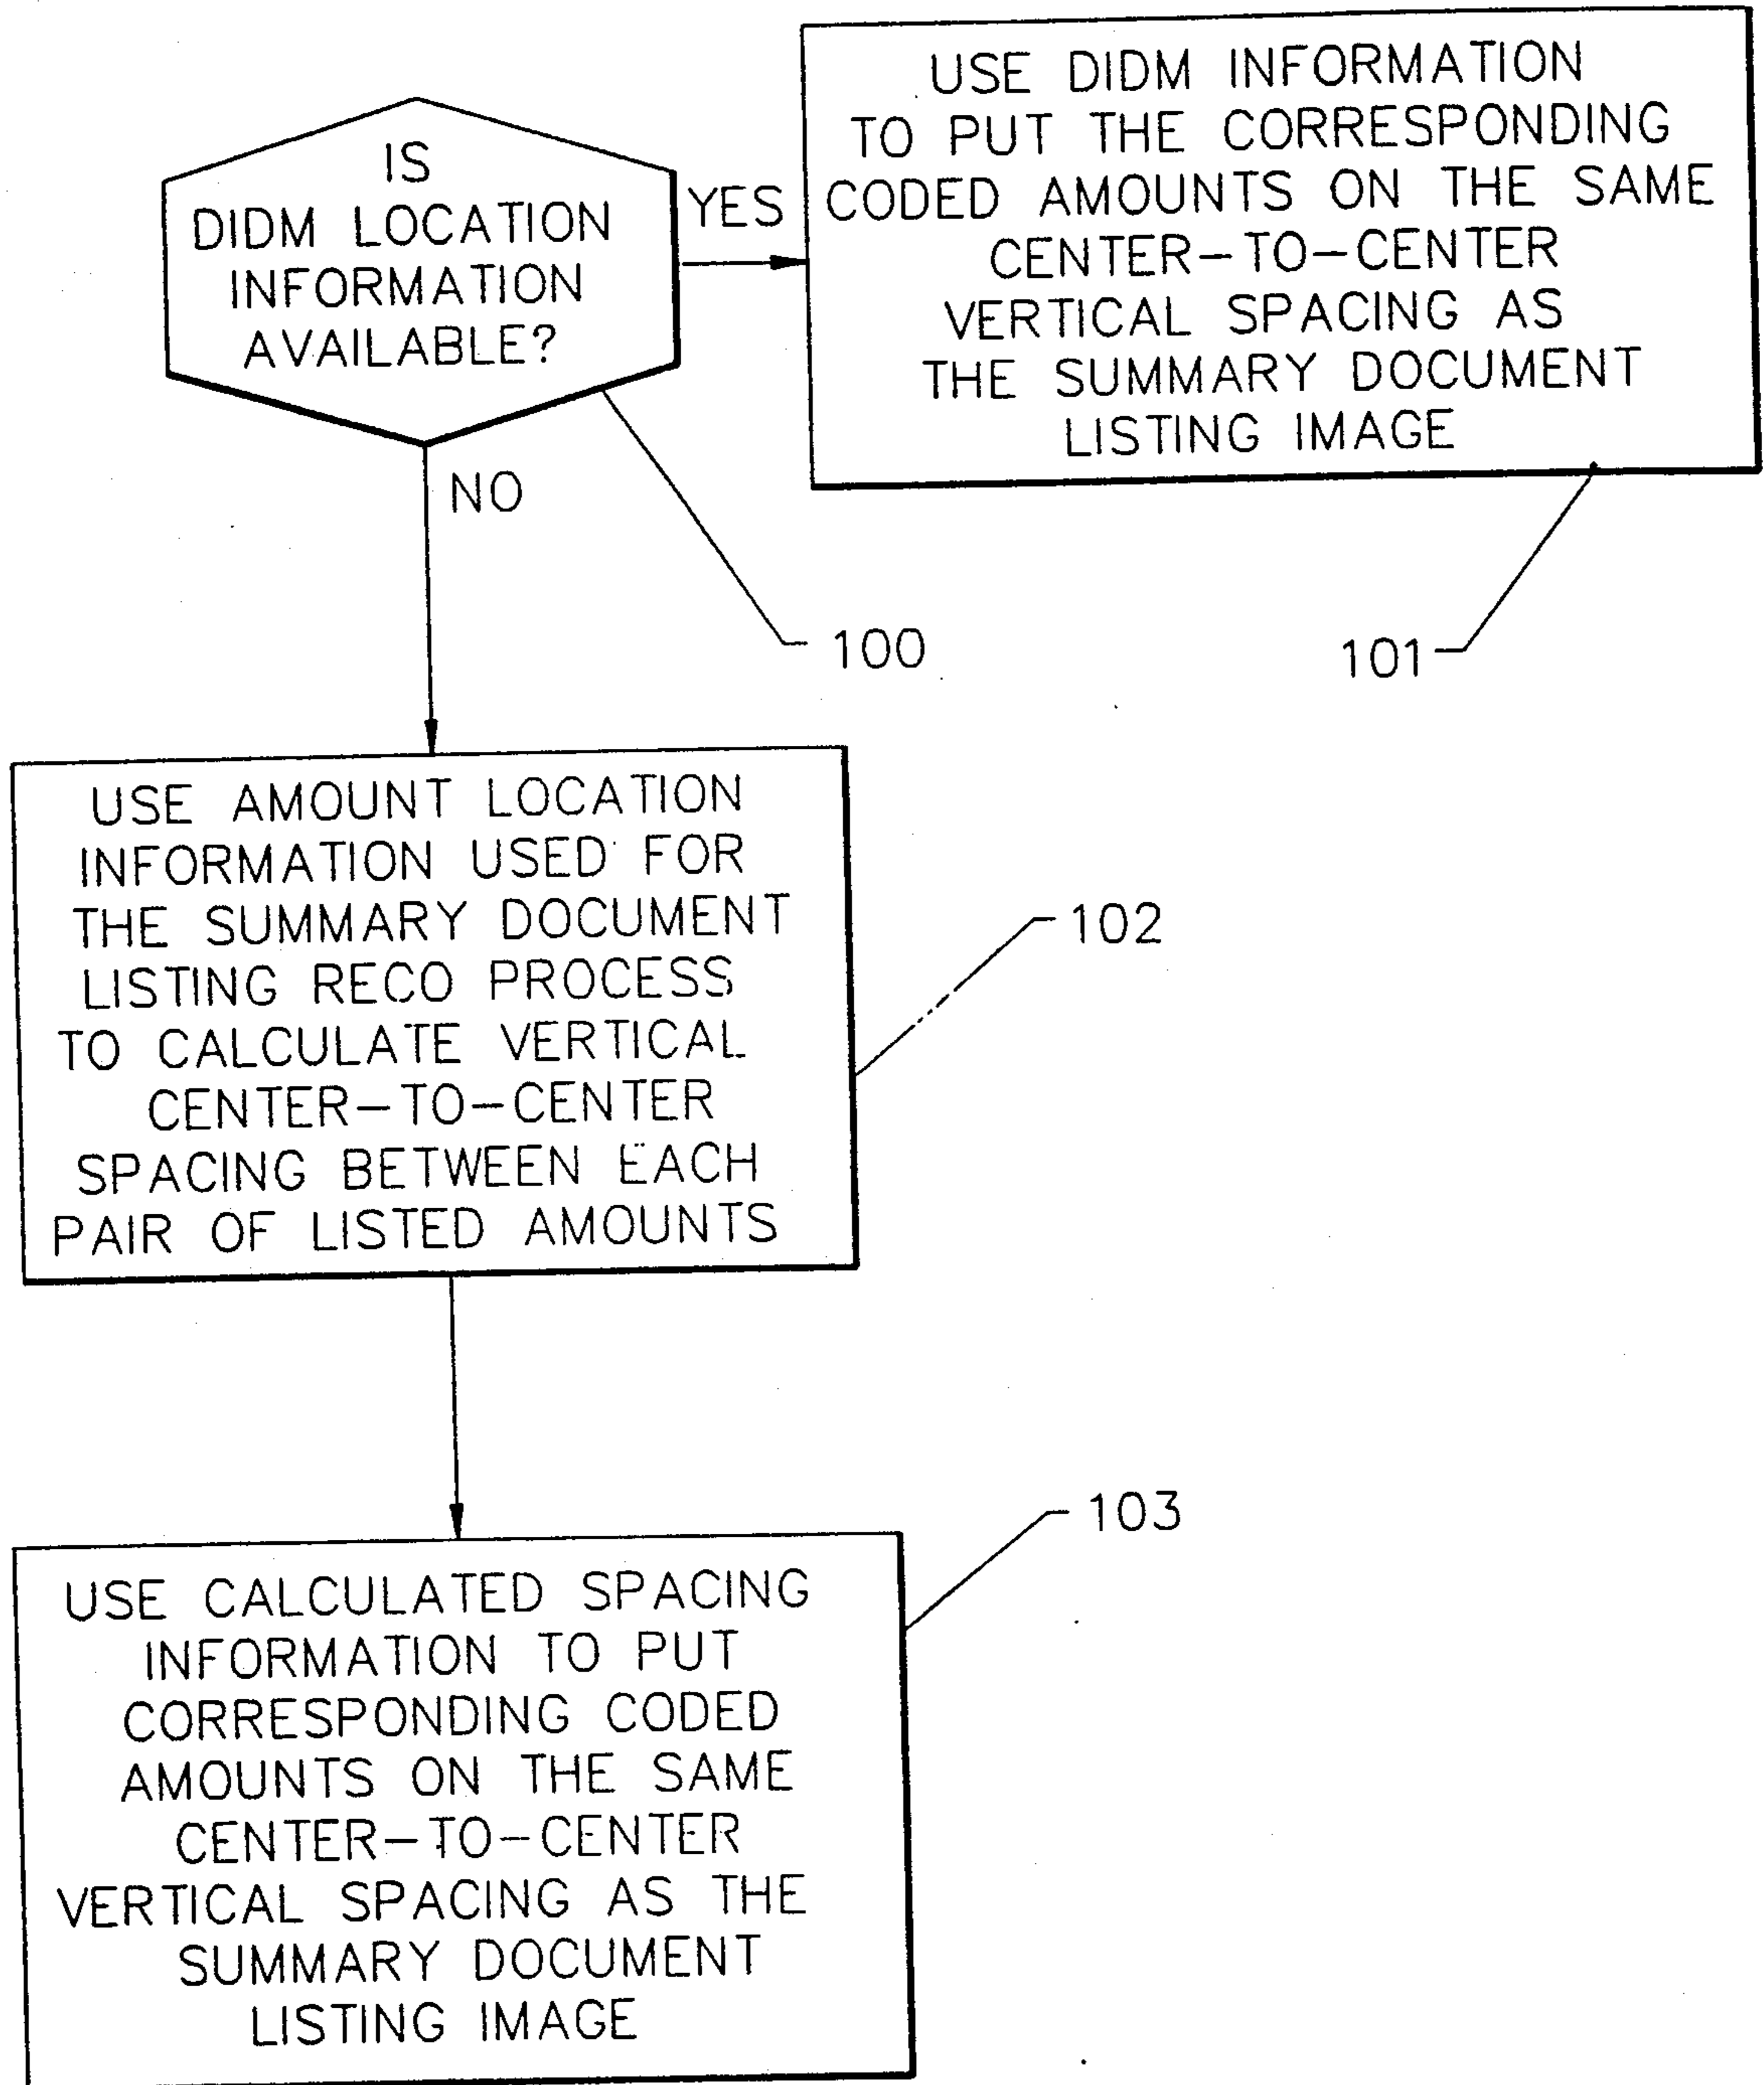 IS
DIDM LOCATION
INFORMATION
AVAILABLE?
YES
USE DIDM INFORMATION
TO PUT THE CORRESPONDING
CODED AMOUNTS ON THE SAME
CENTER-TO-CENTER
VERTICAL SPACING AS
THE SUMMARY DOCUMENT
LISTING IMAGE
NO
100
101
USE AMOUNT LOCATION
INFORMATION USED FOR
THE SUMMARY DOCUMENT
LISTING RECO PROCESS
TO CALCULATE VERTICAL
CENTER-TO-CENTER
SPACING BETWEEN EACH
PAIR OF LISTED AMOUNTS
102
103
USE CALCULATED SPACING
INFORMATION TO PUT
CORRESPONDING CODED
AMOUNTS ON THE SAME
CENTER-TO-CENTER
VERTICAL SPACING AS THE
SUMMARY DOCUMENT
LISTING IMAGE